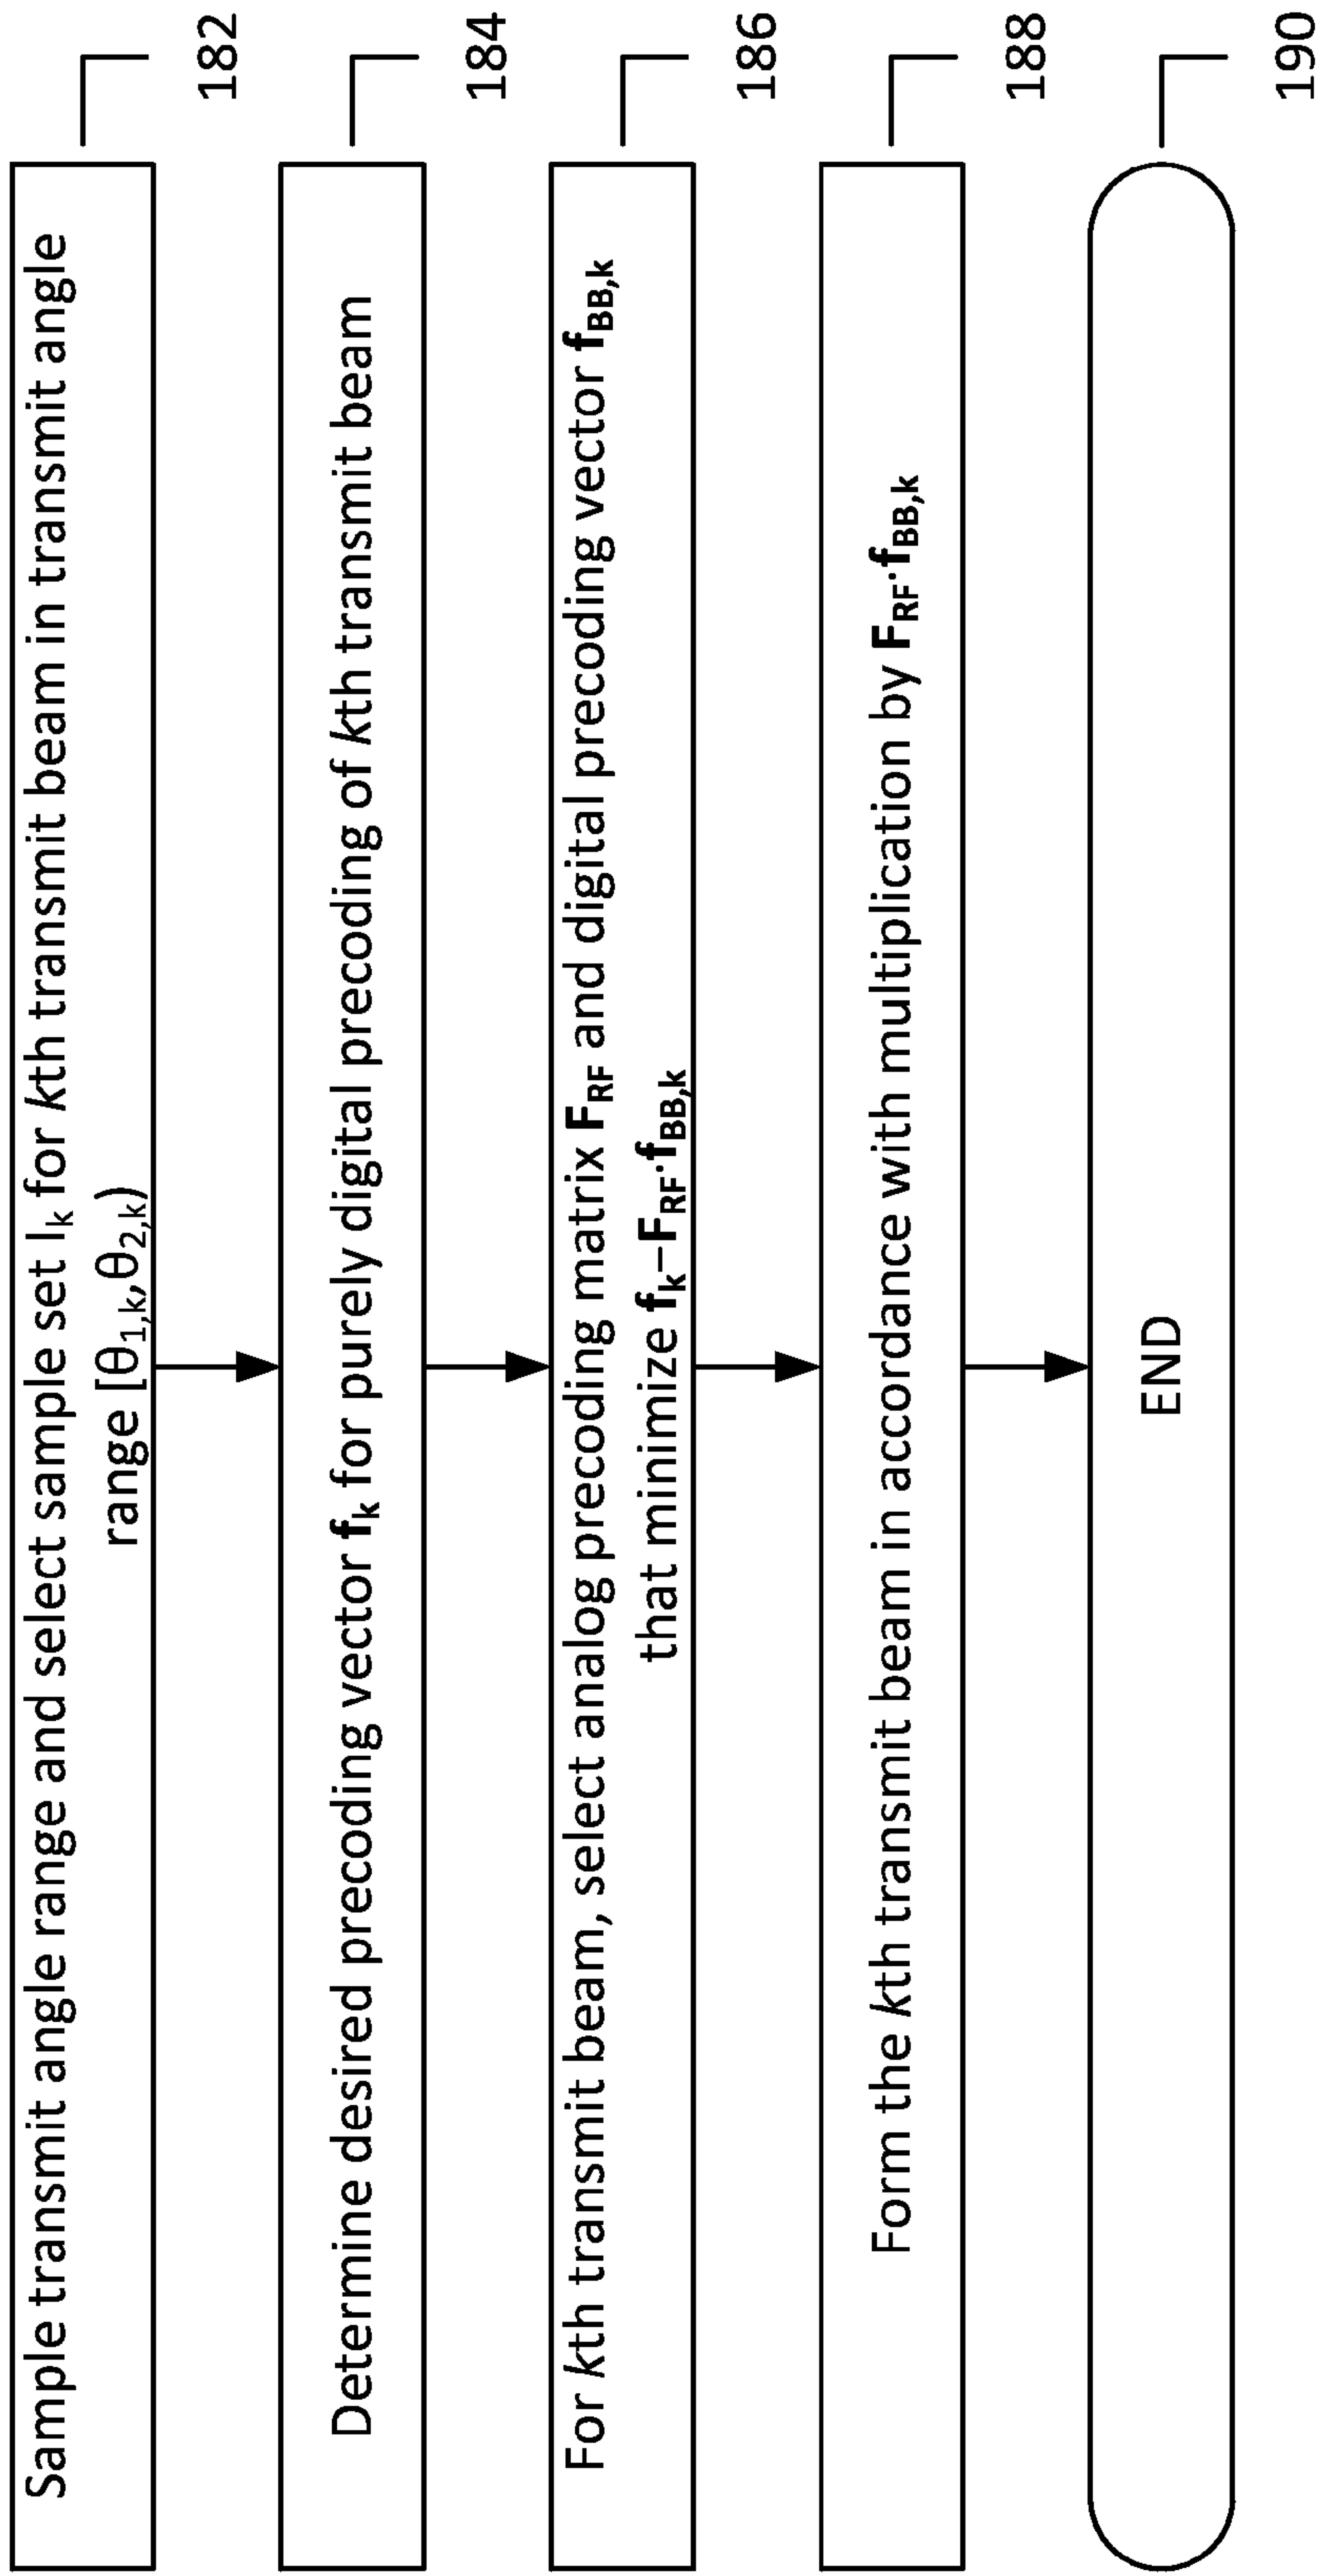 Sample transmit angle range and select sample set Iₖ for kth transmit beam in transmit angle
range [θ₁,ₖ,θ₂,ₖ)
182
Determine desired precoding vector fₖ for purely digital precoding of kth transmit beam
184
For kth transmit beam, select analog precoding matrix F_RF and digital precoding vector f_BB,k
that minimize fₖ–F_RF·f_BB,k
186
Form the kth transmit beam in accordance with multiplication by F_RF·f_BB,k
188
END
190